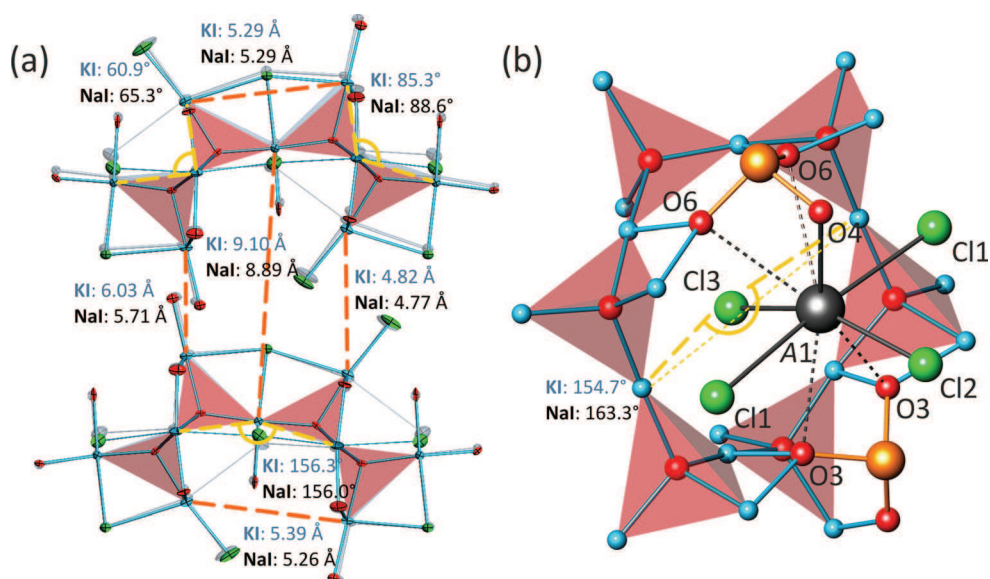 (a)
KI: 5.29 Å
NaI: 5.29 Å
KI: 60.9°
NaI: 65.3°
KI: 85.3°
NaI: 88.6°
KI: 9.10 Å
NaI: 8.89 Å
KI: 6.03 Å
NaI: 5.71 Å
KI: 4.82 Å
NaI: 4.77 Å
KI: 156.3°
NaI: 156.0°
KI: 5.39 Å
NaI: 5.26 Å
(b)
O6
O6
O4
Cl1
Cl3
A1
KI: 154.7°
NaI: 163.3°
Cl1
Cl2
O3
O3